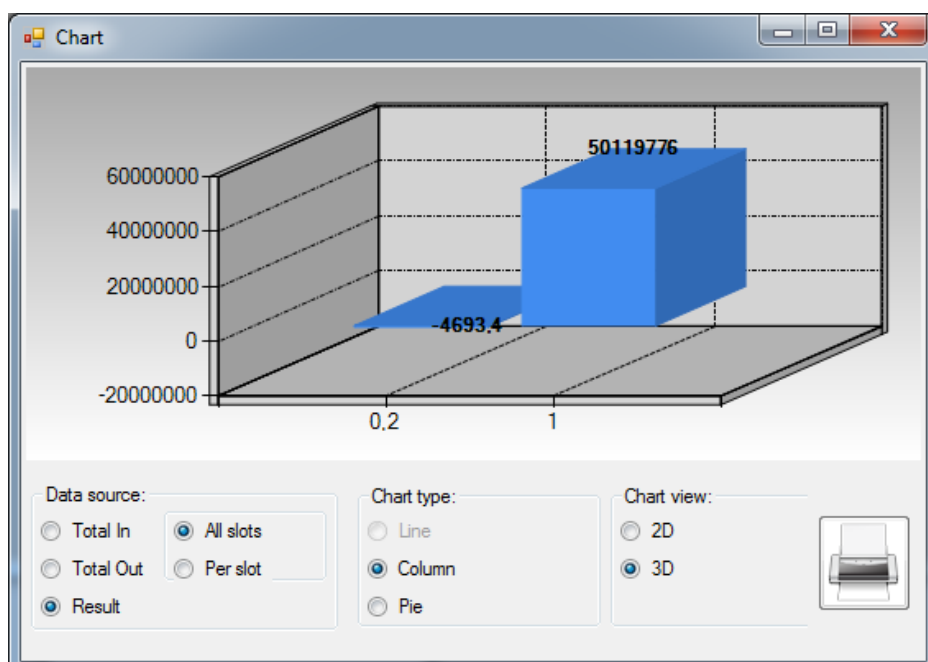 Chart
50119776
60000000
40000000
20000000
-4693,4
0
-20000000
0,2 1
Data source:
Total In
All slots
Total Out
Per slot
Result
Chart type:
Line
Column
Pie
Chart view:
2D
3D